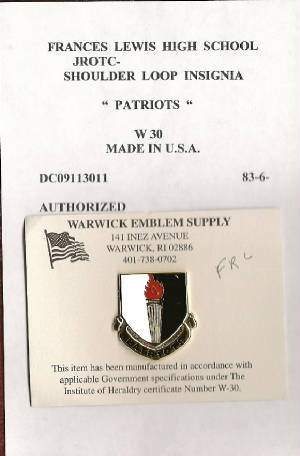 FRANCES LEWIS HIGH SCHOOL
JROTC-
SHOULDER LOOP INSIGNIA
“ PATRIOTS “
W 30
MADE IN U.S.A.
DC09113011 83-6-
AUTHORIZED
WARWICK EMBLEM SUPPLY
141 INEZ AVENUE
WARWICK, RI 02886
401-738-0702
FRL
PATRIOTS
This item has been manufactured in accordance with
applicable Government specifications under The
Institute of Heraldry certificate Number W-30.